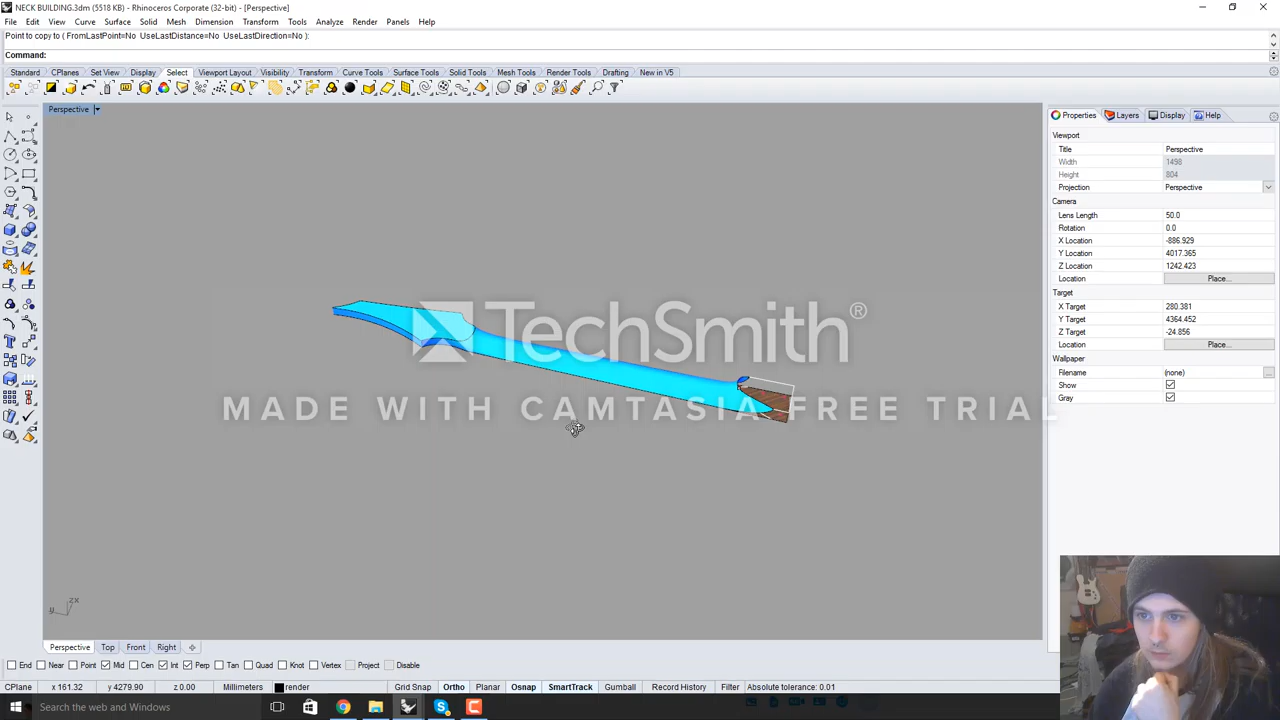 NECK BUILDING.3dm (5518 KB) - Rhinoceros Corporate (32-bit) - [Perspective]
File Edit View Curve Surface Solid Mesh Dimension Transform Tools Analyze Render Panels Help
Point to copy to ( FromLastPoint=No UseLastDistance=No UseLastDirection=No ):
Command:
Standard CPlanes Set View Display Select Viewport Layout Visibility Transform Curve Tools Surface Tools Solid Tools Mesh Tools Render Tools Drafting New in V5
Perspective
Properties Layers Display Help
Viewport
Title Perspective
Width 1498
Height 804
Projection Perspective
Camera
Lens Length 50.0
Rotation 0.0
X Location -886.929
Y Location 4017.365
Z Location 1242.423
Location Place...
Target
X Target 280.381
Y Target 4364.452
Z Target -24.856
Location Place...
Wallpaper
Filename (none) ...
Show
Gray
TechSmith®
MADE WITH CAMTASIA FREE TRIAL
y zx
Perspective Top Front Right
End Near Point Mid Cen Int Perp Tan Quad Knot Vertex Project Disable
CPlane x 161.32 y 4279.90 z 0.00 Millimeters render Grid Snap Ortho Planar Osnap SmartTrack Gumball Record History Filter Absolute tolerance: 0.01
Search the web and Windows